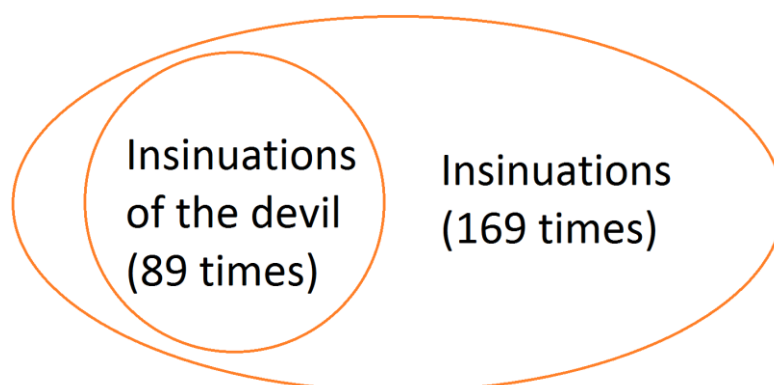 Insinuations
of the devil
(89 times)
Insinuations
(169 times)